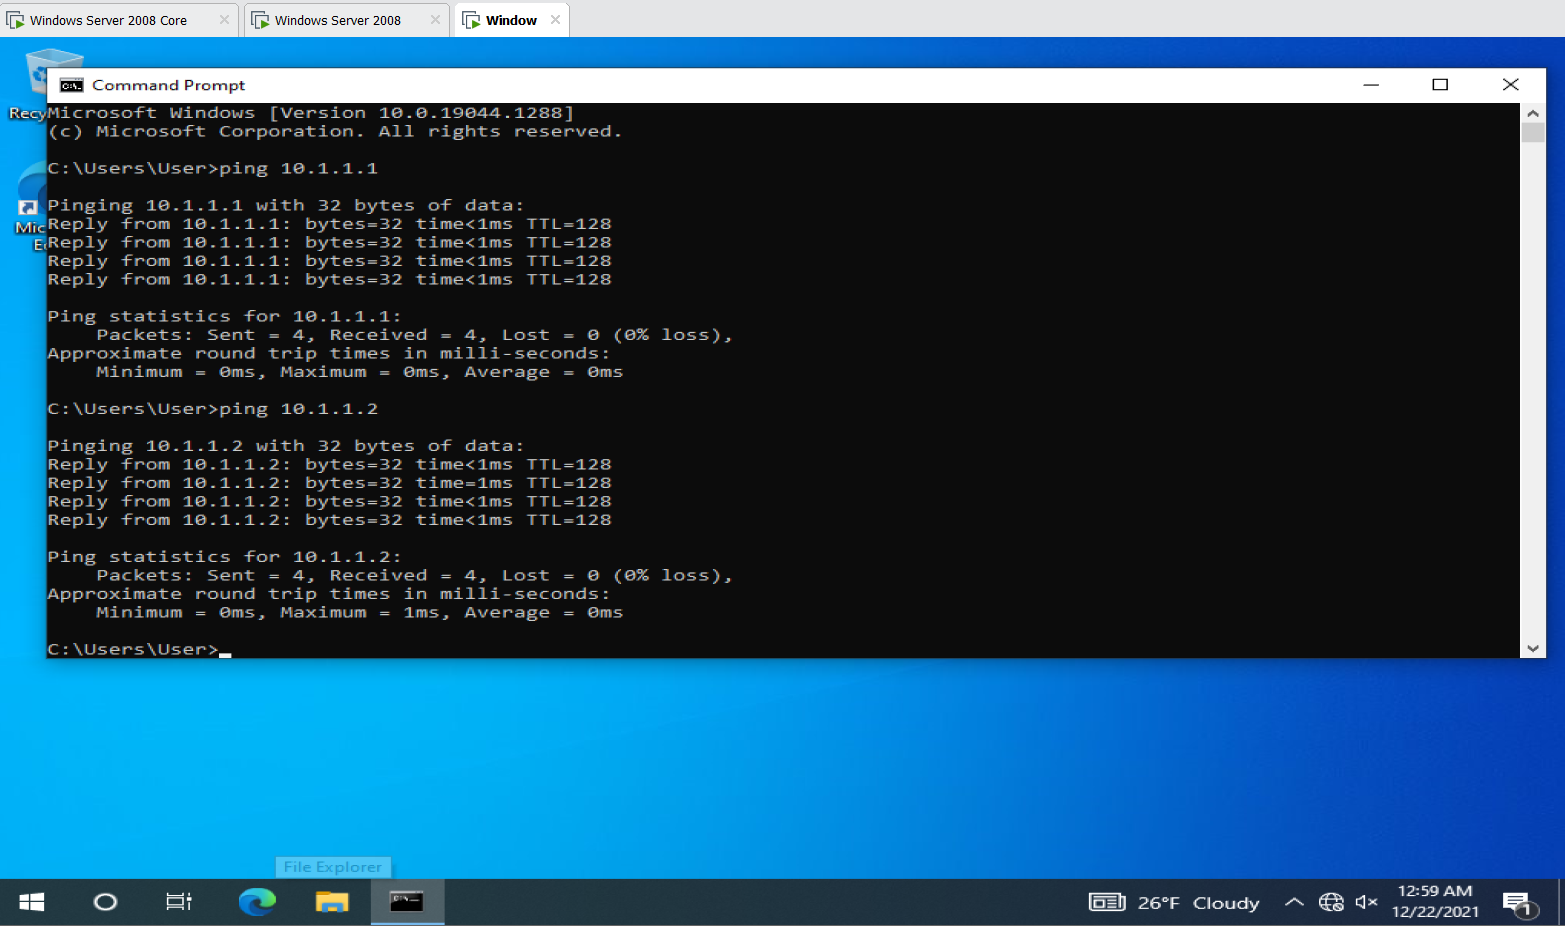 Windows Server 2008 Core
Windows Server 2008
Window
Command Prompt
Recy
Microsoft Windows [Version 10.0.19044.1288]
(c) Microsoft Corporation. All rights reserved.
C:\Users\User>ping 10.1.1.1
Pinging 10.1.1.1 with 32 bytes of data:
Reply from 10.1.1.1: bytes=32 time<1ms TTL=128
Mic
Reply from 10.1.1.1: bytes=32 time<1ms TTL=128
Reply from 10.1.1.1: bytes=32 time<1ms TTL=128
Reply from 10.1.1.1: bytes=32 time<1ms TTL=128
Ping statistics for 10.1.1.1:
Packets: Sent = 4, Received = 4, Lost = 0 (0% loss),
Approximate round trip times in milli-seconds:
Minimum = 0ms, Maximum = 0ms, Average = 0ms
C:\Users\User>ping 10.1.1.2
Pinging 10.1.1.2 with 32 bytes of data:
Reply from 10.1.1.2: bytes=32 time<1ms TTL=128
Reply from 10.1.1.2: bytes=32 time=1ms TTL=128
Reply from 10.1.1.2: bytes=32 time<1ms TTL=128
Reply from 10.1.1.2: bytes=32 time<1ms TTL=128
Ping statistics for 10.1.1.2:
Packets: Sent = 4, Received = 4, Lost = 0 (0% loss),
Approximate round trip times in milli-seconds:
Minimum = 0ms, Maximum = 1ms, Average = 0ms
C:\Users\User>
File Explorer
26°F Cloudy
12:59 AM
12/22/2021
1